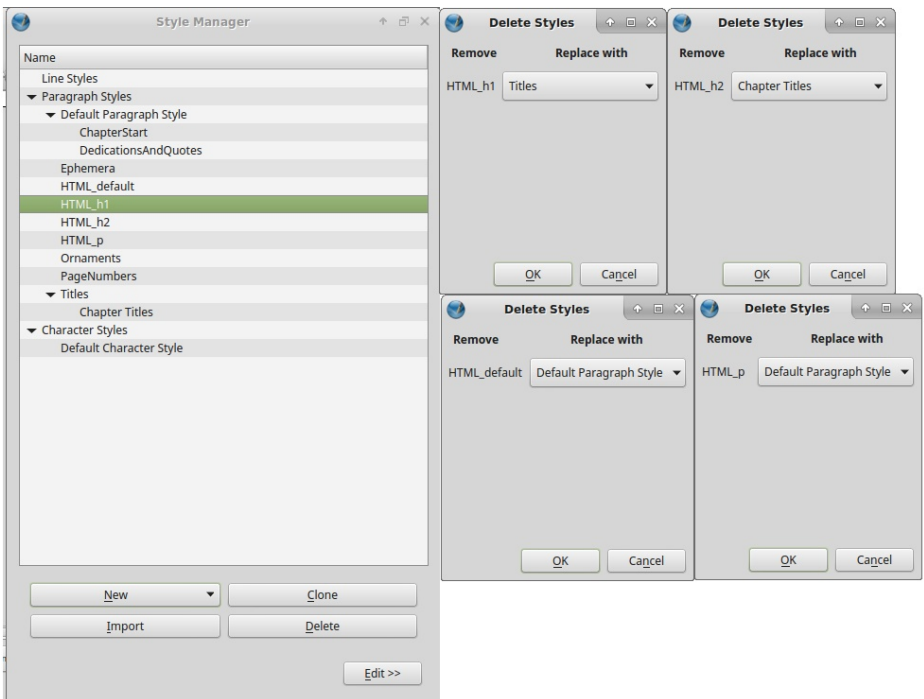 Style Manager
Name
Line Styles
Paragraph Styles
Default Paragraph Style
ChapterStart
DedicationsAndQuotes
Ephemera
HTML_default
HTML_h1
HTML_h2
HTML_p
Ornaments
PageNumbers
Titles
Chapter Titles
Character Styles
Default Character Style
New
Clone
Import
Delete
Edit >>
Delete Styles
Remove Replace with
HTML_h1 Titles
OK Cancel
Delete Styles
Remove Replace with
HTML_h2 Chapter Titles
OK Cancel
Delete Styles
Remove Replace with
HTML_default Default Paragraph Style
OK Cancel
Delete Styles
Remove Replace with
HTML_p Default Paragraph Style
OK Cancel